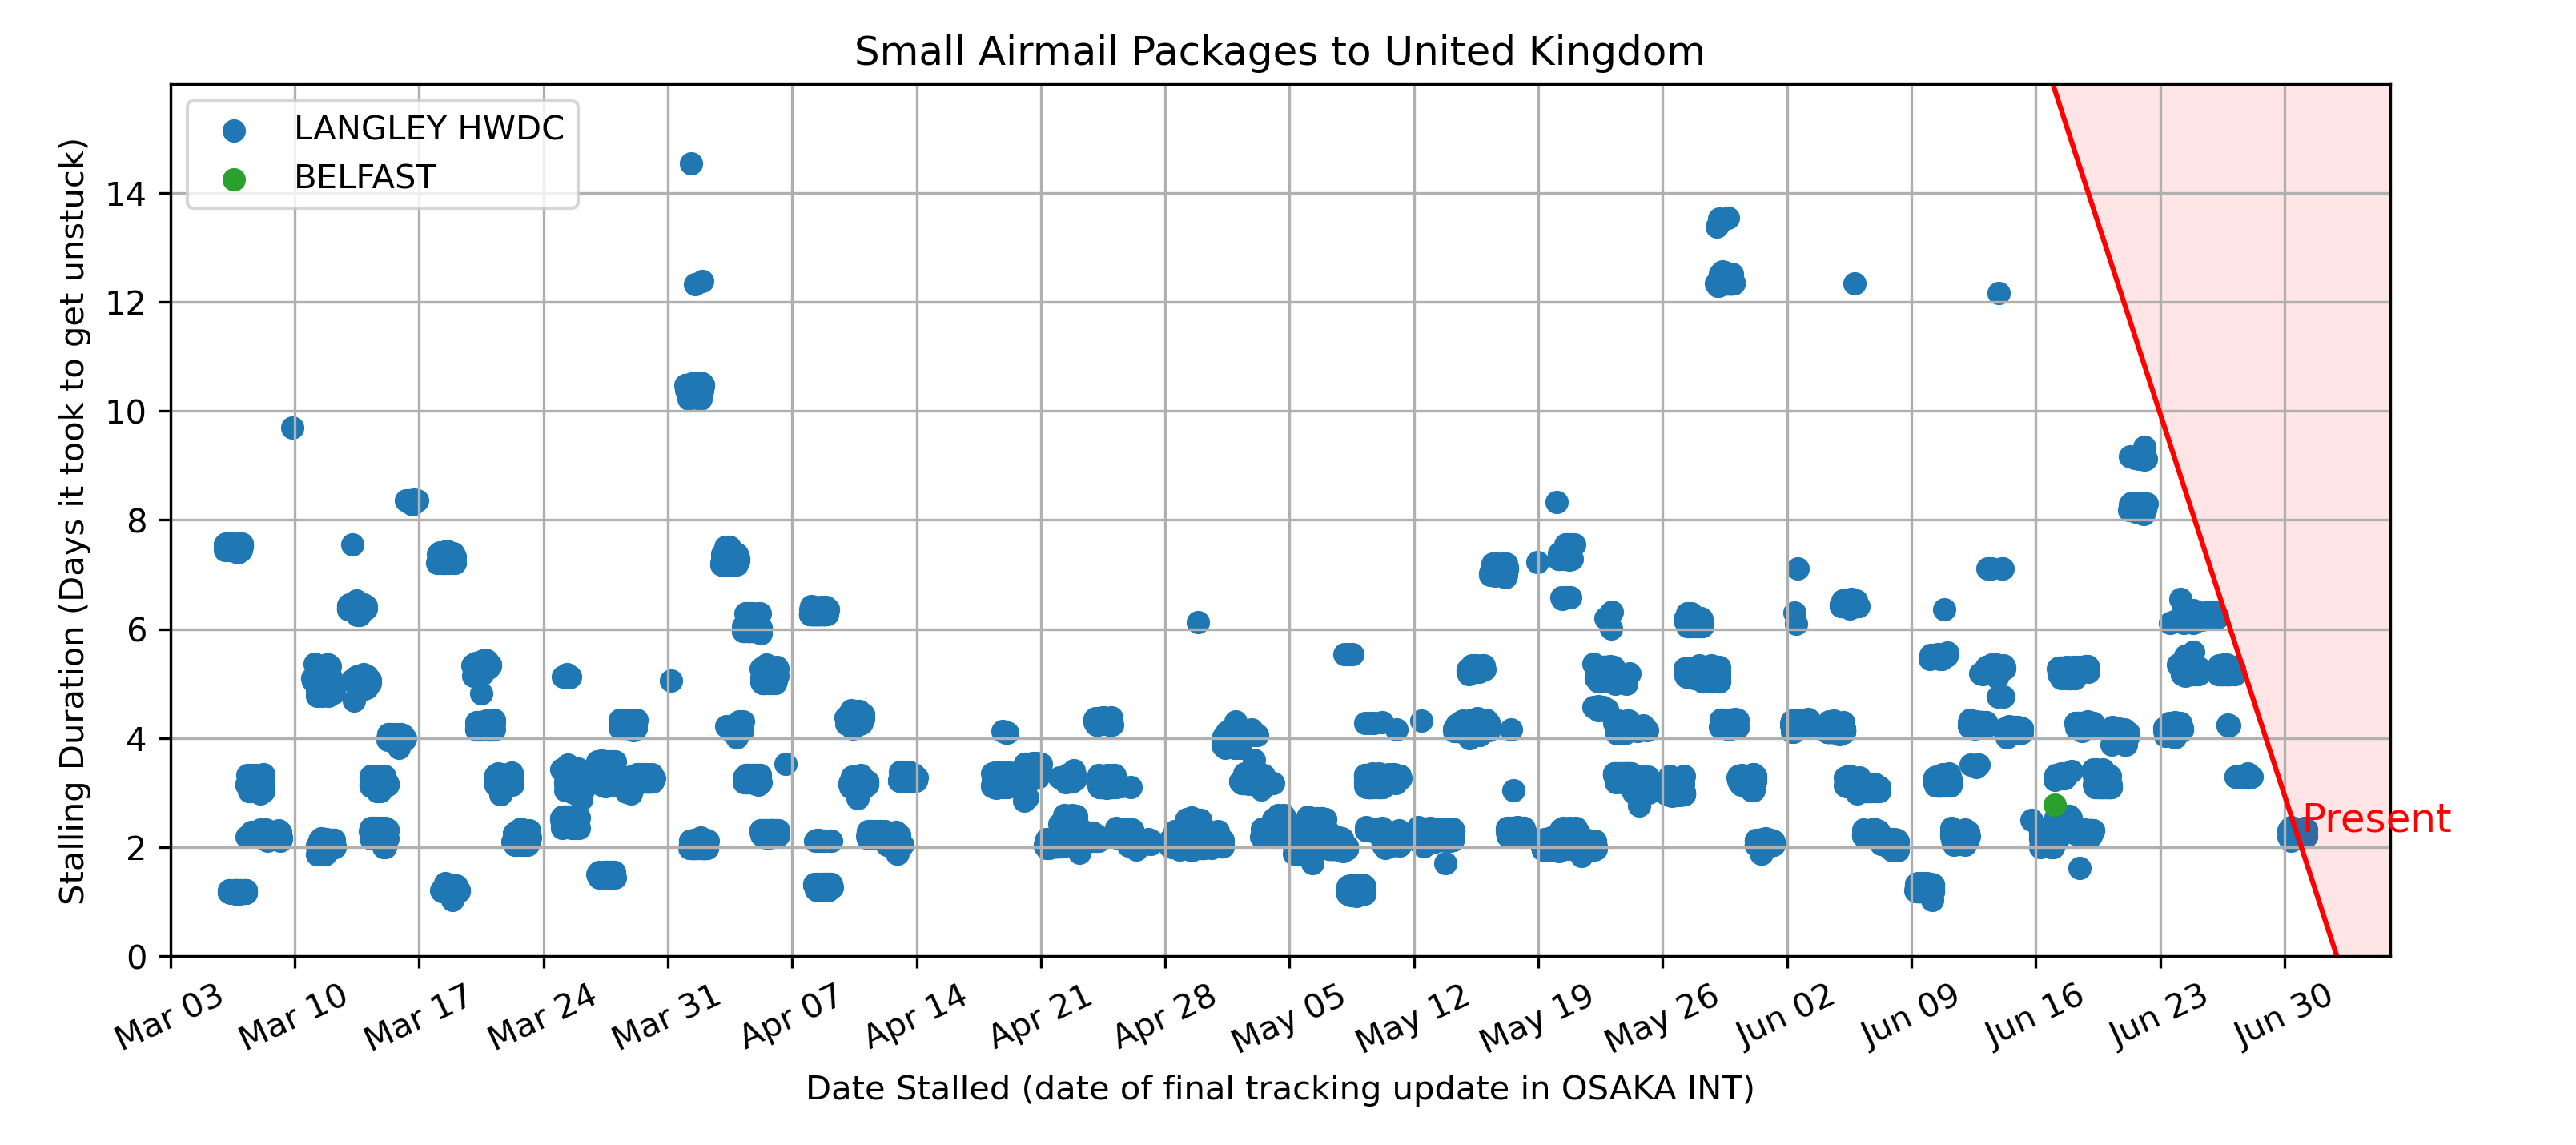 Small Airmail Packages to United Kingdom
LANGLEY HWDC
BELFAST
Stalling Duration (Days it took to get unstuck)
14
12
10
8
6
4
2
0
Present
Mar 03
Mar 10
Mar 17
Mar 24
Mar 31
Apr 07
Apr 14
Apr 21
Apr 28
May 05
May 12
May 19
May 26
Jun 02
Jun 09
Jun 16
Jun 23
Jun 30
Date Stalled (date of final tracking update in OSAKA INT)